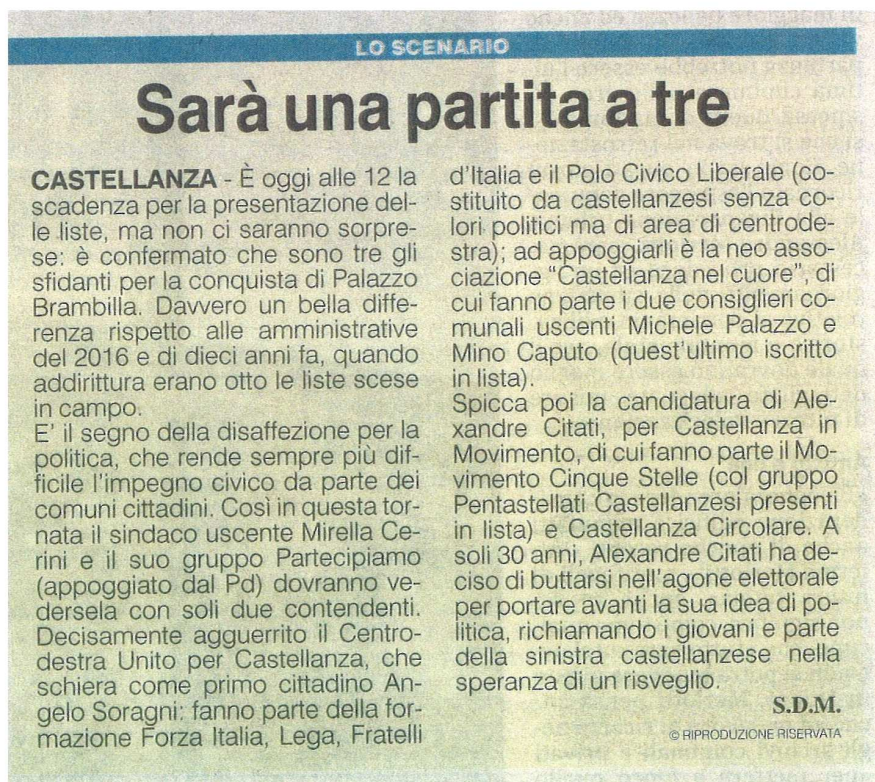 LO SCENARIO
Sarà una partita a tre
CASTELLANZA - È oggi alle 12 la
scadenza per la presentazione del-
le liste, ma non ci saranno sorpre-
se: è confermato che sono tre gli
sfidanti per la conquista di Palazzo
Brambilla. Davvero un bella diffe-
renza rispetto alle amministrative
del 2016 e di dieci anni fa, quando
addirittura erano otto le liste scese
in campo.
E' il segno della disaffezione per la
politica, che rende sempre più dif-
ficile l'impegno civico da parte dei
comuni cittadini. Così in questa tor-
nata il sindaco uscente Mirella Ce-
rini e il suo gruppo Partecipiamo
(appoggiato dal Pd) dovranno ve-
dersela con soli due contendenti.
Decisamente agguerrito il Centro-
destra Unito per Castellanza, che
schiera come primo cittadino An-
gelo Soragni: fanno parte della for-
mazione Forza Italia, Lega, Fratelli
d'Italia e il Polo Civico Liberale (co-
stituito da castellanzesi senza co-
lori politici ma di area di centrode-
stra); ad appoggiarli è la neo asso-
ciazione "Castellanza nel cuore", di
cui fanno parte i due consiglieri co-
munali uscenti Michele Palazzo e
Mino Caputo (quest'ultimo iscritto
in lista).
Spicca poi la candidatura di Ale-
xandre Citati, per Castellanza in
Movimento, di cui fanno parte il Mo-
vimento Cinque Stelle (col gruppo
Pentastellati Castellanzesi presenti
in lista) e Castellanza Circolare. A
soli 30 anni, Alexandre Citati ha de-
ciso di buttarsi nell'agone elettorale
per portare avanti la sua idea di po-
litica, richiamando i giovani e parte
della sinistra castellanzese nella
speranza di un risveglio.
S.D.M.
© RIPRODUZIONE RISERVATA